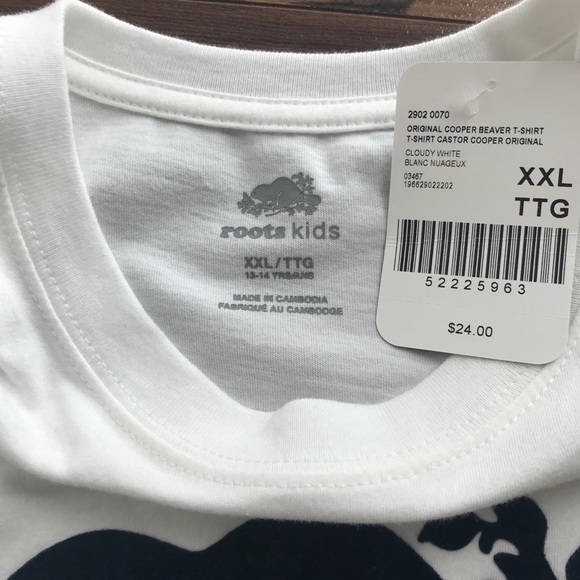 roots kids
XXL/TTG
13-14 YRS/ANS
MADE IN CAMBODIA
FABRIQUÉ AU CAMBODGE
2902 0070
ORIGINAL COOPER BEAVER T-SHIRT
T-SHIRT CASTOR COOPER ORIGINAL
CLOUDY WHITE
BLANC NUAGEUX
03467
196629022202
XXL
TTG
52225963
$24.00